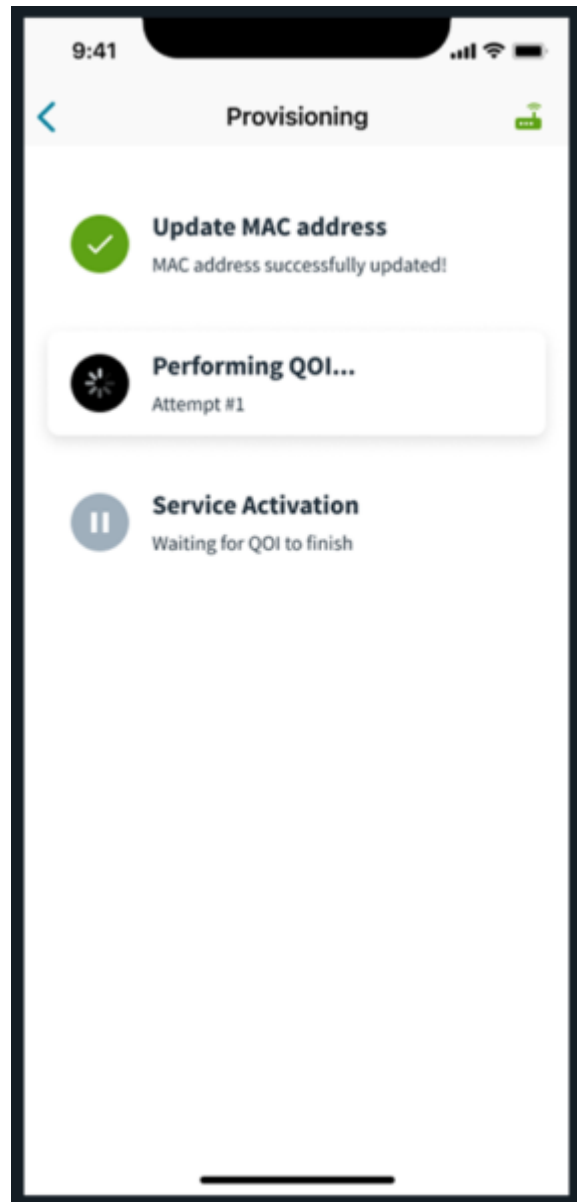 9:41
Provisioning
Update MAC address
MAC address successfully updated!
Performing QOI...
Attempt #1
Service Activation
Waiting for QOI to finish